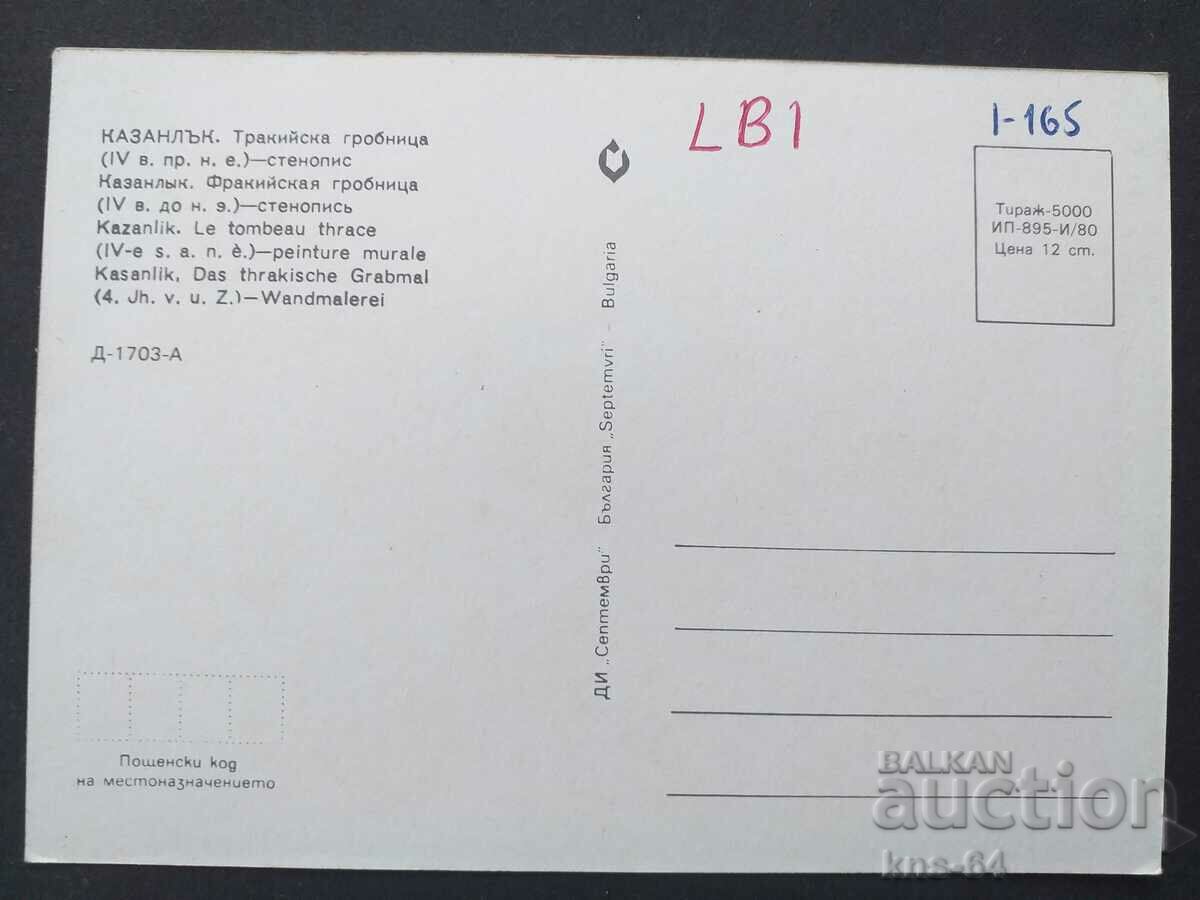 КАЗАНЛЪК. Тракийска гробница
(IV в. пр. н. е.)—стенопис
Казанлык. Фракийская гробница
(IV в. до н. э.)—стенопись
Kazanlik. Le tombeau thrace
(IV-e s. a. n. è.)—peinture murale
Kasanlik. Das thrakische Grabmal
(4. Jh. v. u. Z.)—Wandmalerei
Д-1703-А
Пощенски код
на местоназначението
ДИ „Септември" България „Septemvri" - Bulgaria
LB1
I-165
Тираж-5000
ИП-895-И/80
Цена 12 ст.
BALKAN
auction
kns-64